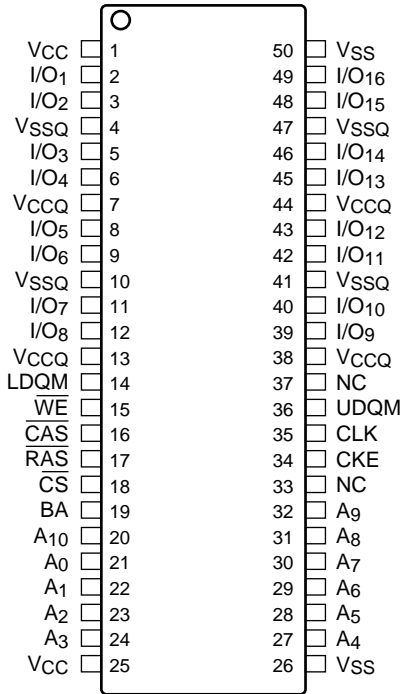 VCC 1 50 VSS
I/O1 2 49 I/O16
I/O2 3 48 I/O15
VSSQ 4 47 VSSQ
I/O3 5 46 I/O14
I/O4 6 45 I/O13
VCCQ 7 44 VCCQ
I/O5 8 43 I/O12
I/O6 9 42 I/O11
VSSQ 10 41 VSSQ
I/O7 11 40 I/O10
I/O8 12 39 I/O9
VCCQ 13 38 VCCQ
LDQM 14 37 NC
W̅E̅ 15 36 UDQM
C̅A̅S̅ 16 35 CLK
R̅A̅S̅ 17 34 CKE
C̅S̅ 18 33 NC
BA 19 32 A9
A10 20 31 A8
A0 21 30 A7
A1 22 29 A6
A2 23 28 A5
A3 24 27 A4
VCC 25 26 VSS